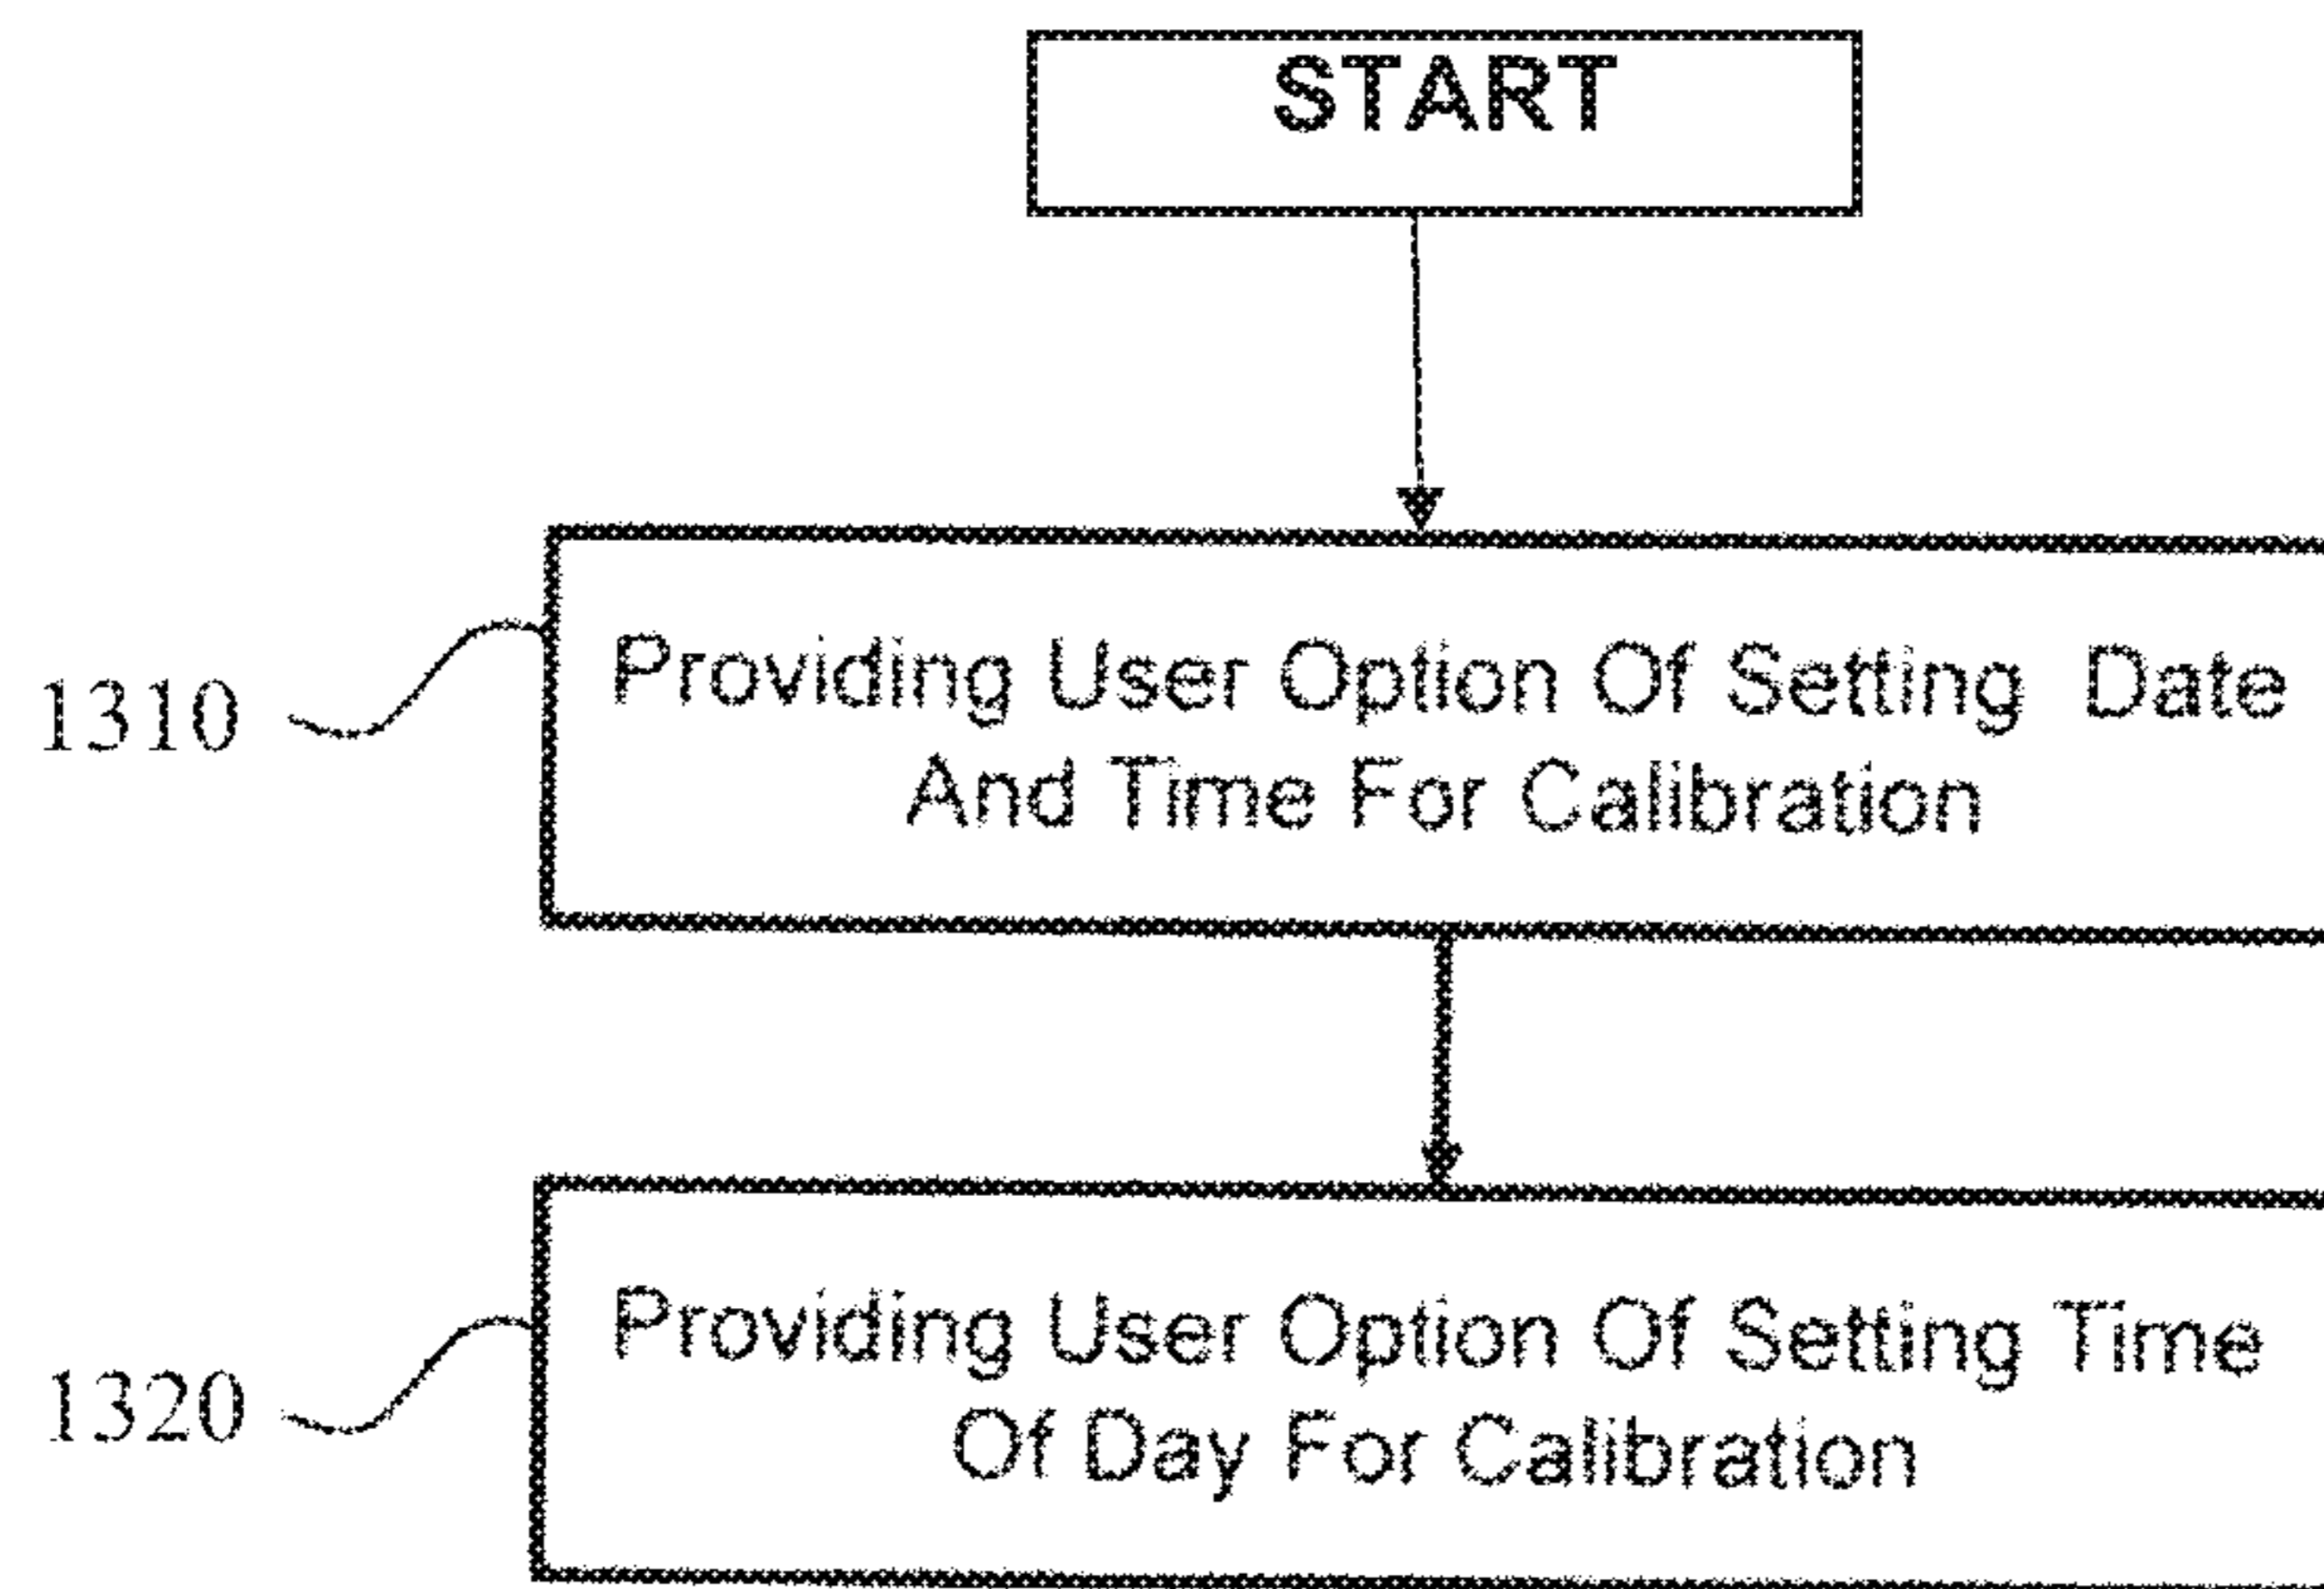 START
1310
Providing User Option Of Setting Date
And Time For Calibration
1320
Providing User Option Of Setting Time
Of Day For Calibration